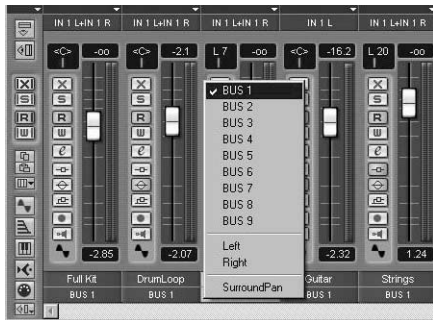 IN 1 L+IN 1 R IN 1 L+IN 1 R IN 1 L+IN 1 R IN 1 L IN 1 L+IN 1 R
<C> -oo <C> -2.1 L 7 -oo <C> -16.2 L 20 -oo
X X X X
S S S S
R R R R
W W W W
e e e
BUS 1
BUS 2
BUS 3
BUS 4
BUS 5
BUS 6
BUS 7
BUS 8
BUS 9
Left
Right
SurroundPan
-2.85 -2.07 -2.32 1.24
Full Kit DrumLoop Guitar Strings
BUS 1 BUS 1 BUS 1 BUS 1